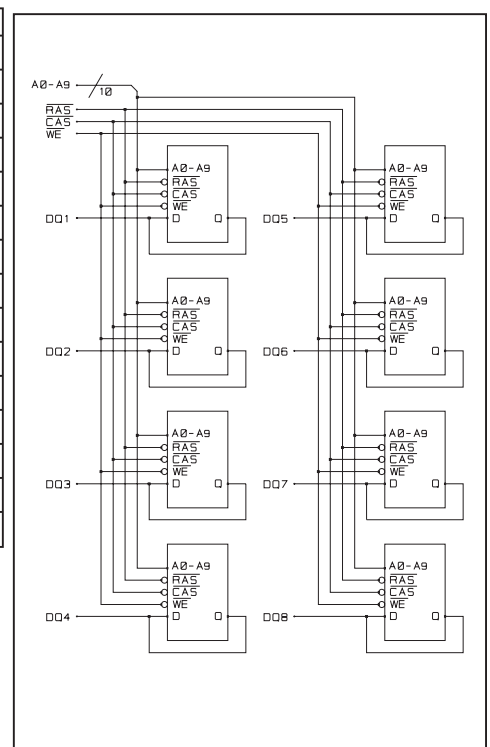 A0-A9
10
RAS
CAS
WE
A0-A9
RAS
CAS
WE
DQ1
D Q
A0-A9
RAS
CAS
WE
DQ5
D Q
A0-A9
RAS
CAS
WE
DQ2
D Q
A0-A9
RAS
CAS
WE
DQ6
D Q
A0-A9
RAS
CAS
WE
DQ3
D Q
A0-A9
RAS
CAS
WE
DQ7
D Q
A0-A9
RAS
CAS
WE
DQ4
D Q
A0-A9
RAS
CAS
WE
DQ8
D Q